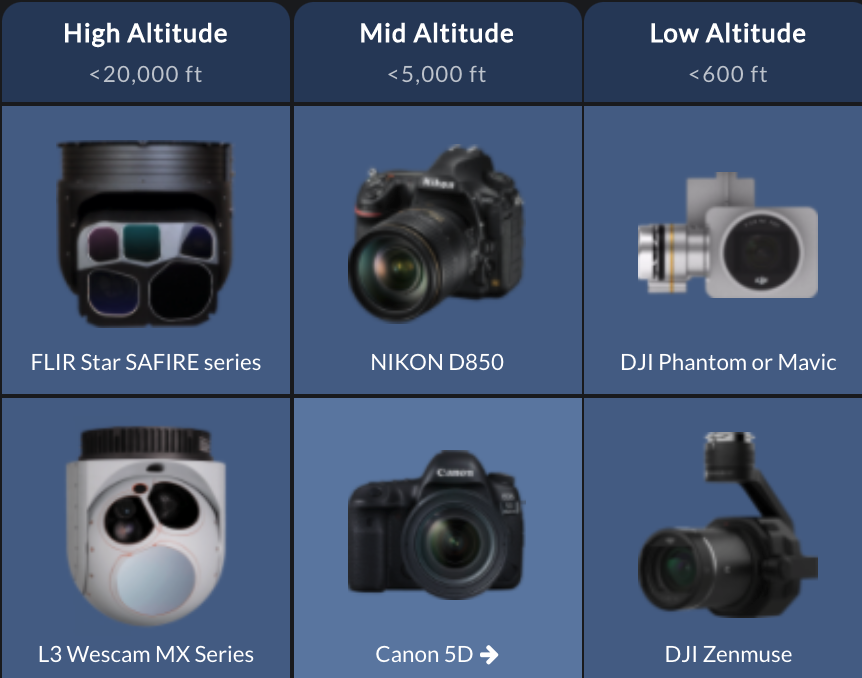 High Altitude
<20,000 ft
Mid Altitude
<5,000 ft
Low Altitude
<600 ft
Nikon
dji
FLIR Star SAFIRE series
NIKON D850
DJI Phantom or Mavic
Canon
L3 Wescam MX Series
Canon 5D
DJI Zenmuse